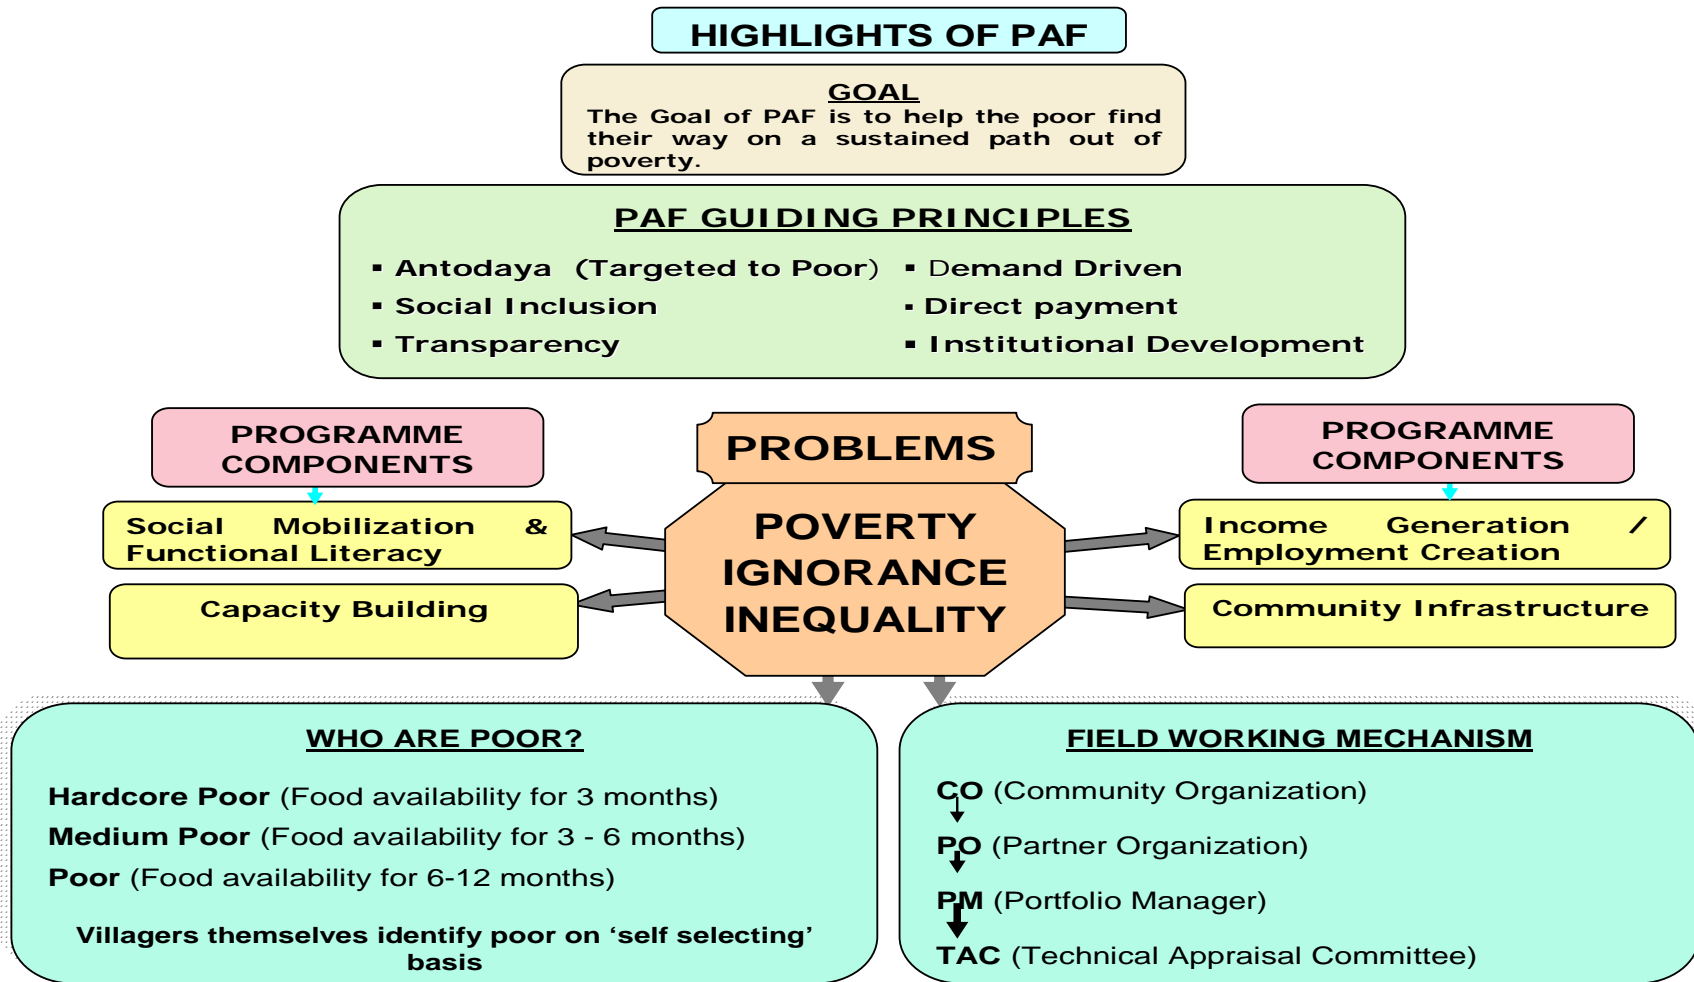 HIGHLIGHTS OF PAF
GOAL
The Goal of PAF is to help the poor find
their way on a sustained path out of
poverty.
PAF GUIDING PRINCIPLES
▪ Antodaya (Targeted to Poor) ▪ Demand Driven
▪ Social Inclusion ▪ Direct payment
▪ Transparency ▪ Institutional Development
PROGRAMME
COMPONENTS
Social Mobilization &
Functional Literacy
Capacity Building
PROBLEMS
POVERTY
IGNORANCE
INEQUALITY
PROGRAMME
COMPONENTS
Income Generation /
Employment Creation
Community Infrastructure
WHO ARE POOR?
Hardcore Poor (Food availability for 3 months)
Medium Poor (Food availability for 3 - 6 months)
Poor (Food availability for 6-12 months)
Villagers themselves identify poor on ‘self selecting’
basis
FIELD WORKING MECHANISM
CO (Community Organization)
PO (Partner Organization)
PM (Portfolio Manager)
TAC (Technical Appraisal Committee)